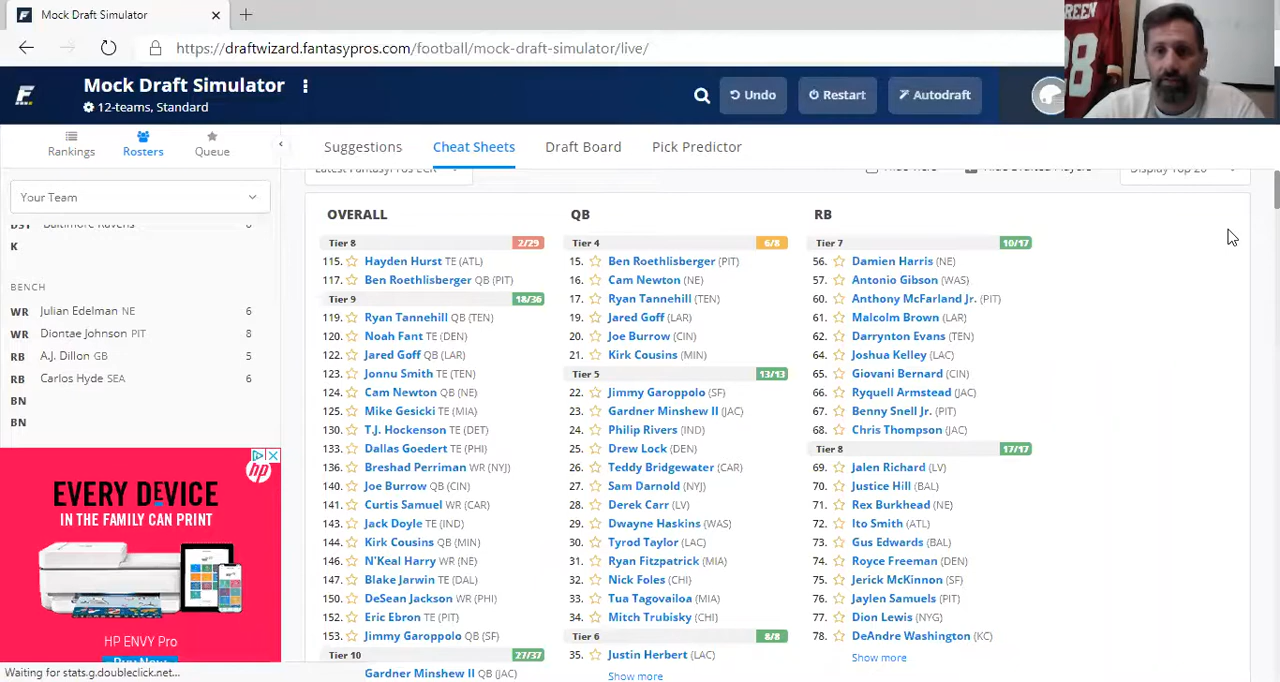 Mock Draft Simulator
https://draftwizard.fantasypros.com/football/mock-draft-simulator/live/
REEN
8
Mock Draft Simulator
12-teams, Standard
Undo
Restart
Autodraft
Rankings
Rosters
Queue
Suggestions
Cheat Sheets
Draft Board
Pick Predictor
Your Team
DST Baltimore Ravens
K
BENCH
WR Julian Edelman NE 6
WR Diontae Johnson PIT 8
RB A.J. Dillon GB 5
RB Carlos Hyde SEA 6
BN
BN
hp
EVERY DEVICE
IN THE FAMILY CAN PRINT
HP ENVY Pro
Waiting for stats.g.doubleclick.net...
Latest FantasyPros ECR
Display Top 20
OVERALL
Tier 8 2/29
115. Hayden Hurst TE (ATL)
117. Ben Roethlisberger QB (PIT)
Tier 9 18/36
119. Ryan Tannehill QB (TEN)
120. Noah Fant TE (DEN)
122. Jared Goff QB (LAR)
123. Jonnu Smith TE (TEN)
124. Cam Newton QB (NE)
125. Mike Gesicki TE (MIA)
130. T.J. Hockenson TE (DET)
133. Dallas Goedert TE (PHI)
136. Breshad Perriman WR (NYJ)
140. Joe Burrow QB (CIN)
141. Curtis Samuel WR (CAR)
143. Jack Doyle TE (IND)
144. Kirk Cousins QB (MIN)
146. N'Keal Harry WR (NE)
147. Blake Jarwin TE (DAL)
150. DeSean Jackson WR (PHI)
152. Eric Ebron TE (PIT)
153. Jimmy Garoppolo QB (SF)
Tier 10 27/37
Gardner Minshew II QB (JAC)
QB
Tier 4 6/8
15. Ben Roethlisberger (PIT)
16. Cam Newton (NE)
17. Ryan Tannehill (TEN)
19. Jared Goff (LAR)
20. Joe Burrow (CIN)
21. Kirk Cousins (MIN)
Tier 5 13/13
22. Jimmy Garoppolo (SF)
23. Gardner Minshew II (JAC)
24. Philip Rivers (IND)
25. Drew Lock (DEN)
26. Teddy Bridgewater (CAR)
27. Sam Darnold (NYJ)
28. Derek Carr (LV)
29. Dwayne Haskins (WAS)
30. Tyrod Taylor (LAC)
31. Ryan Fitzpatrick (MIA)
32. Nick Foles (CHI)
33. Tua Tagovailoa (MIA)
34. Mitch Trubisky (CHI)
Tier 6 8/8
35. Justin Herbert (LAC)
Show more
RB
Tier 7 10/17
56. Damien Harris (NE)
57. Antonio Gibson (WAS)
60. Anthony McFarland Jr. (PIT)
61. Malcolm Brown (LAR)
62. Darrynton Evans (TEN)
64. Joshua Kelley (LAC)
65. Giovani Bernard (CIN)
66. Ryquell Armstead (JAC)
67. Benny Snell Jr. (PIT)
68. Chris Thompson (JAC)
Tier 8 17/17
69. Jalen Richard (LV)
70. Justice Hill (BAL)
71. Rex Burkhead (NE)
72. Ito Smith (ATL)
73. Gus Edwards (BAL)
74. Royce Freeman (DEN)
75. Jerick McKinnon (SF)
76. Jaylen Samuels (PIT)
77. Dion Lewis (NYG)
78. DeAndre Washington (KC)
Show more